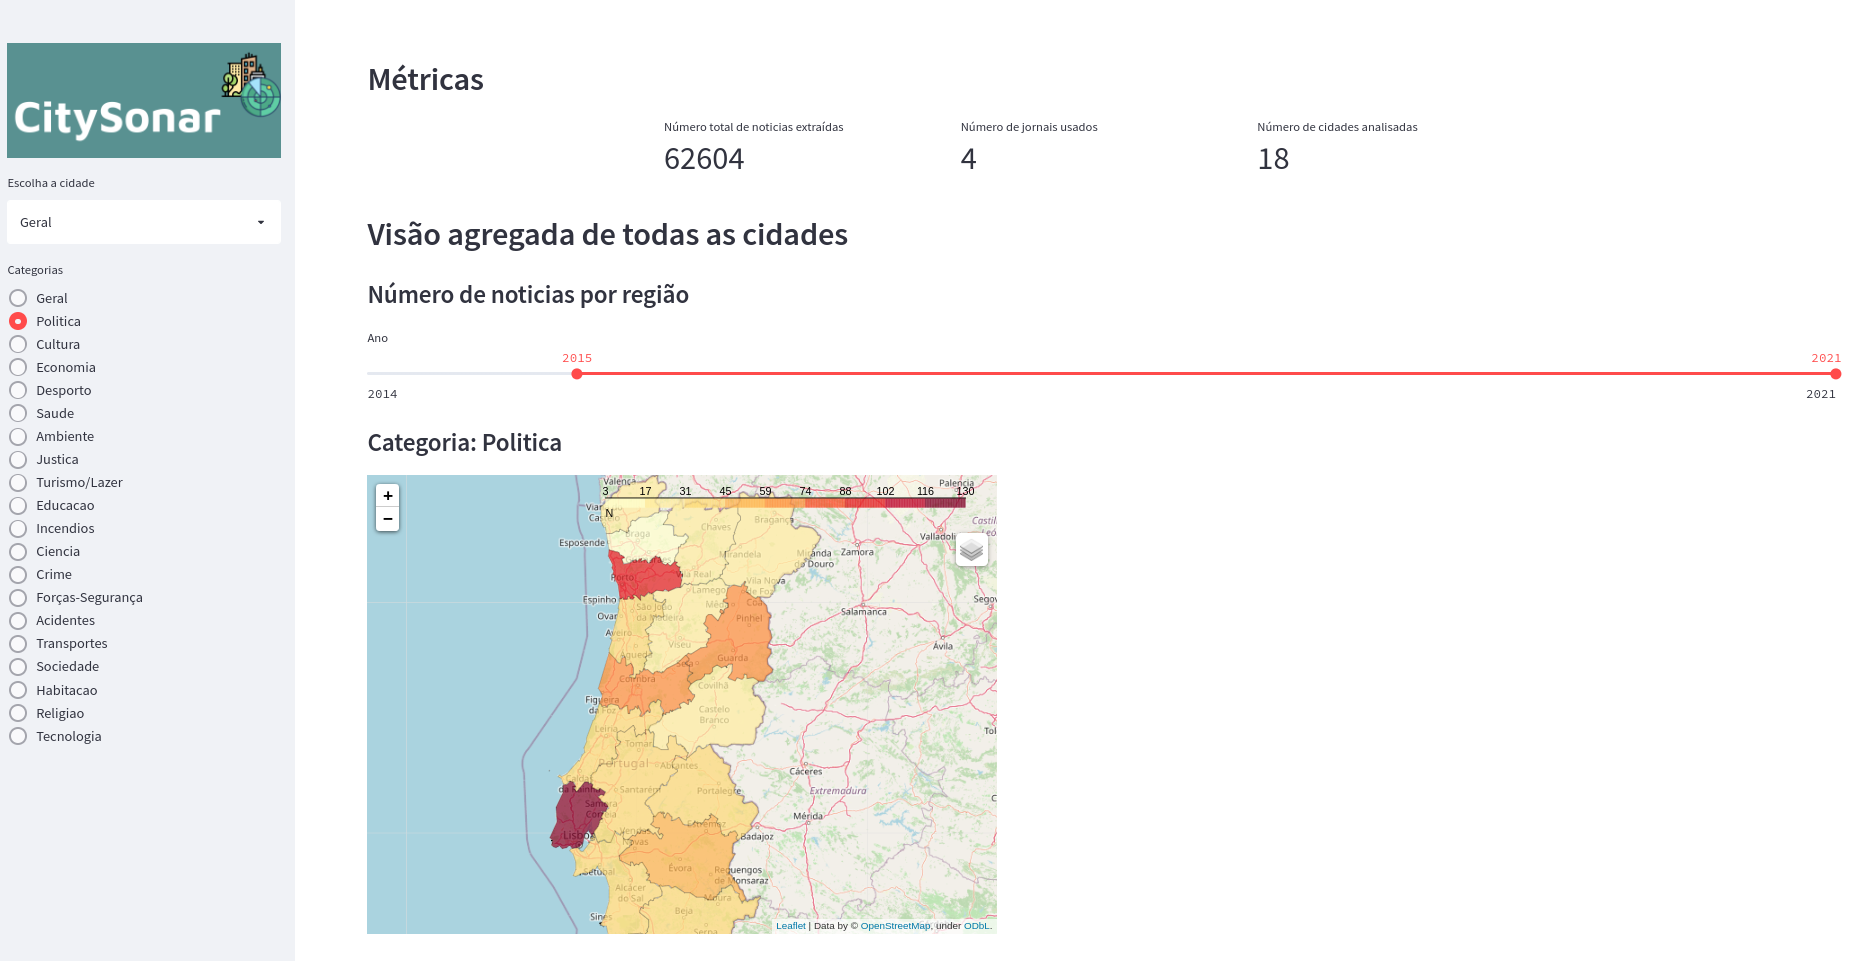 CitySonar
Escolha a cidade
Geral
Categorias
Geral
Politica
Cultura
Economia
Desporto
Saude
Ambiente
Justica
Turismo/Lazer
Educacao
Incendios
Ciencia
Crime
Forças-Segurança
Acidentes
Transportes
Sociedade
Habitacao
Religiao
Tecnologia
Métricas
Número total de noticias extraídas
62604
Número de jornais usados
4
Número de cidades analisadas
18
Visão agregada de todas as cidades
Número de noticias por região
Ano
2015
2021
2014
2021
Categoria: Politica
+
−
Valença
Palencia
3 17 31 45 59 74 88 102 116 130
N
Bragança
Chaves
Braga
Esposende
Mirandela
Miranda
do Douro
Zamora
Porto
Vila Real
Vila Nova
de Foz
Coa
Lamego
Espinho
São João
da Madeira
Ovar
Pinhel
Salamanca
Aveiro
Viseu
Ávila
Águeda
Guarda
Coimbra
Covilhã
Figueira
da Foz
Castelo
Branco
Leiria
Tomar
Portugal
Abrantes
Cáceres
Caldas
da Rainha
Santarém
Portalegre
Extremadura
Samora
Correia
Mérida
Lisboa
Vendas
Novas
Estremoz
Badajoz
Évora
Reguengos
de Monsaraz
Setúbal
Alcácer
do Sal
Moura
Beja
Sines
Serpa
Leaflet | Data by © OpenStreetMap, under ODbL.